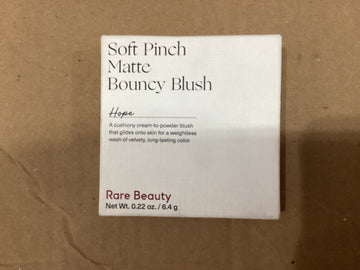 Soft Pinch
Matte
Bouncy Blush
Hope
A cushiony cream-to-powder blush
that glides onto skin for a weightless
wash of velvety, long-lasting color.
Rare Beauty
Net Wt. 0.22 oz. / 6.4 g